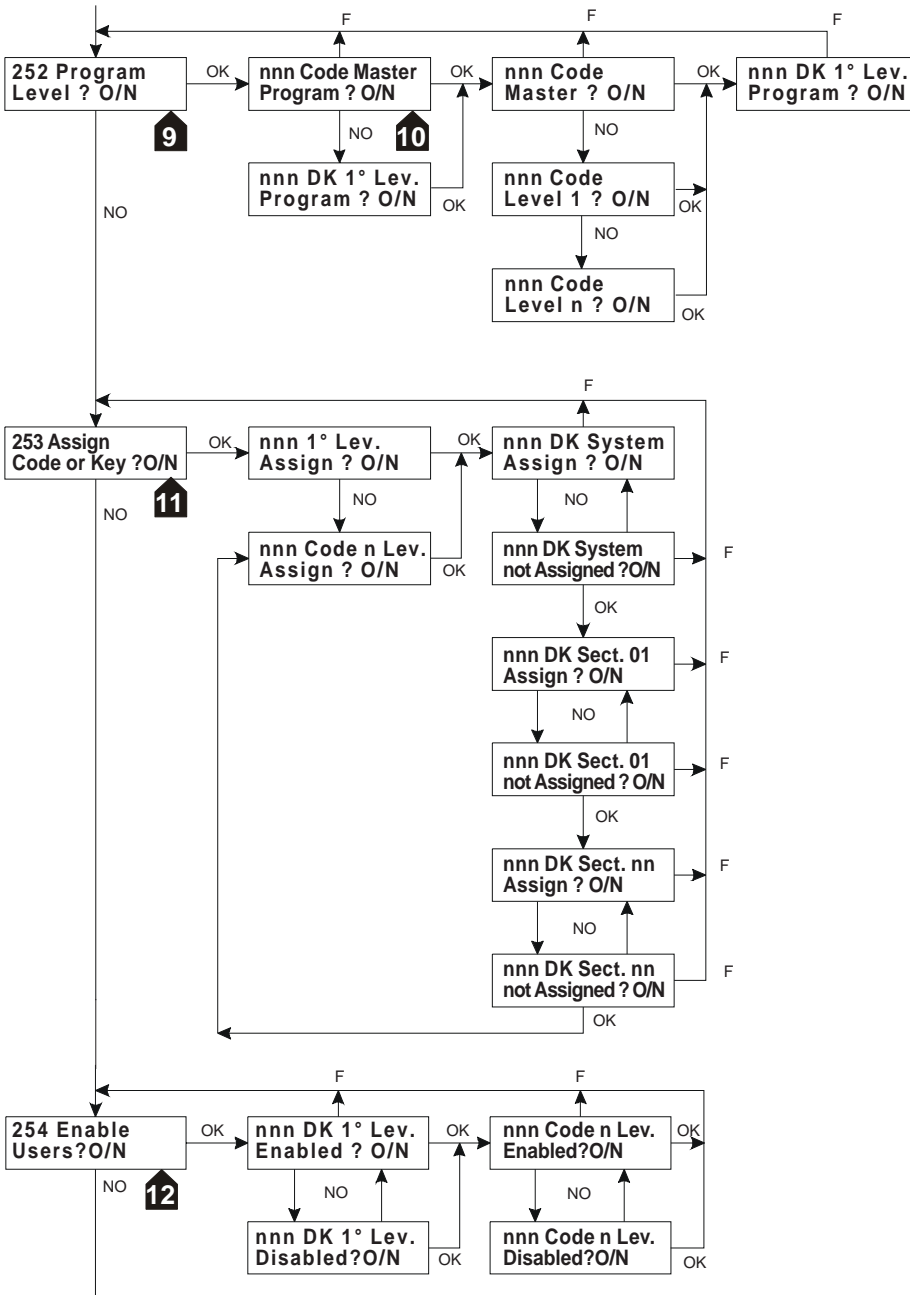 F
F
F
252 Program
Level ? O/N
OK
nnn Code Master
Program ? O/N
OK
nnn Code
Master ? O/N
OK
nnn DK 1° Lev.
Program ? O/N
9
NO
10
NO
NO
nnn DK 1° Lev.
Program ? O/N
OK
nnn Code
Level 1 ? O/N
OK
NO
nnn Code
Level n ? O/N
OK
F
253 Assign
Code or Key ?O/N
OK
nnn 1° Lev.
Assign ? O/N
OK
nnn DK System
Assign ? O/N
11
NO
NO
NO
nnn Code n Lev.
Assign ? O/N
OK
nnn DK System
not Assigned ?O/N
F
OK
nnn DK Sect. 01
Assign ? O/N
F
NO
nnn DK Sect. 01
not Assigned ? O/N
F
OK
nnn DK Sect. nn
Assign ? O/N
F
NO
nnn DK Sect. nn
not Assigned ? O/N
F
OK
F
F
254 Enable
Users?O/N
OK
nnn DK 1° Lev.
Enabled ? O/N
OK
nnn Code n Lev.
Enabled?O/N
OK
NO
12
NO
NO
nnn DK 1° Lev.
Disabled?O/N
OK
nnn Code n Lev.
Disabled?O/N
OK